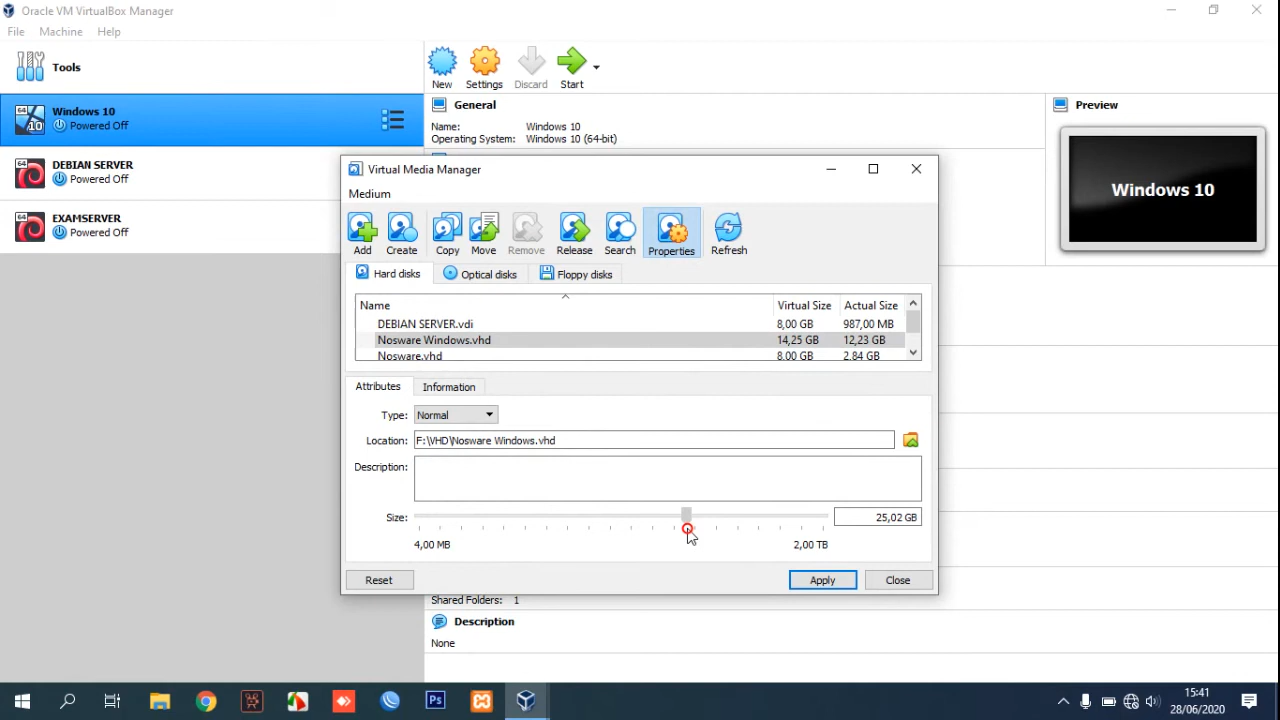 Oracle VM VirtualBox Manager
File Machine Help
Tools
New Settings Discard Start
64 10 Windows 10
Powered Off
64 DEBIAN SERVER
Powered Off
64 EXAMSERVER
Powered Off
General
Name: Windows 10
Operating System: Windows 10 (64-bit)
Preview
Windows 10
Virtual Media Manager
Medium
Add Create Copy Move Remove Release Search Properties Refresh
Hard disks Optical disks Floppy disks
Name Virtual Size Actual Size
DEBIAN SERVER.vdi 8,00 GB 987,00 MB
Nosware Windows.vhd 14,25 GB 12,23 GB
Nosware.vhd 8,00 GB 2,84 GB
Attributes Information
Type: Normal
Location: F:\VHD\Nosware Windows.vhd
Description:
Size: 25,02 GB
4,00 MB 2,00 TB
Reset Apply Close
Shared Folders: 1
Description
None
Ps
15:41
28/06/2020